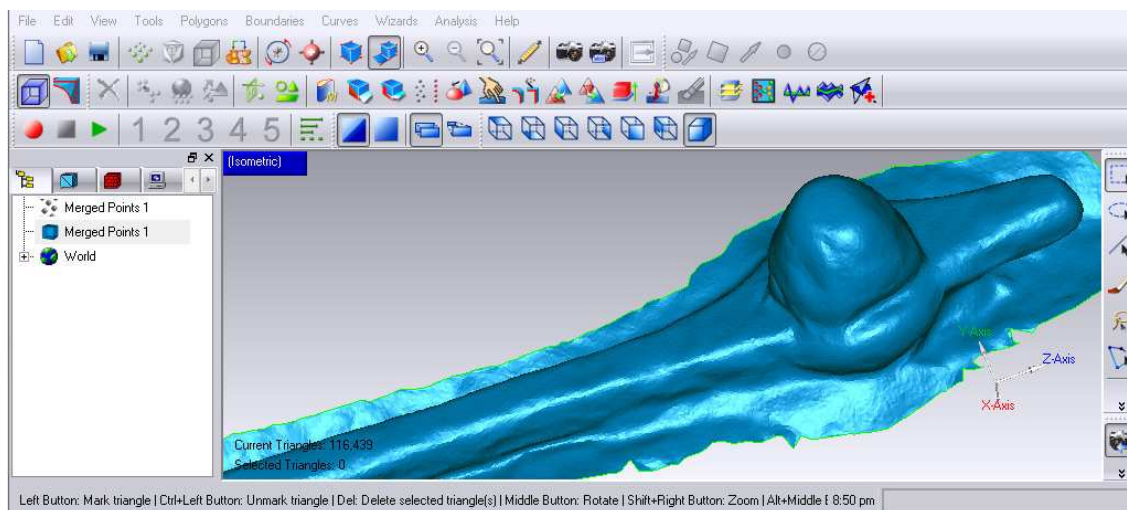 File Edit View Tools Polygons Boundaries Curves Wizards Analysis Help
1 2 3 4 5
(Isometric)
Merged Points 1
Merged Points 1
World
Y-Axis
Z-Axis
X-Axis
Current Triangles: 116,439
Selected Triangles: 0
Left Button: Mark triangle | Ctrl+Left Button: Unmark triangle | Del: Delete selected triangle(s) | Middle Button: Rotate | Shift+Right Button: Zoom | Alt+Middle E 8:50 pm